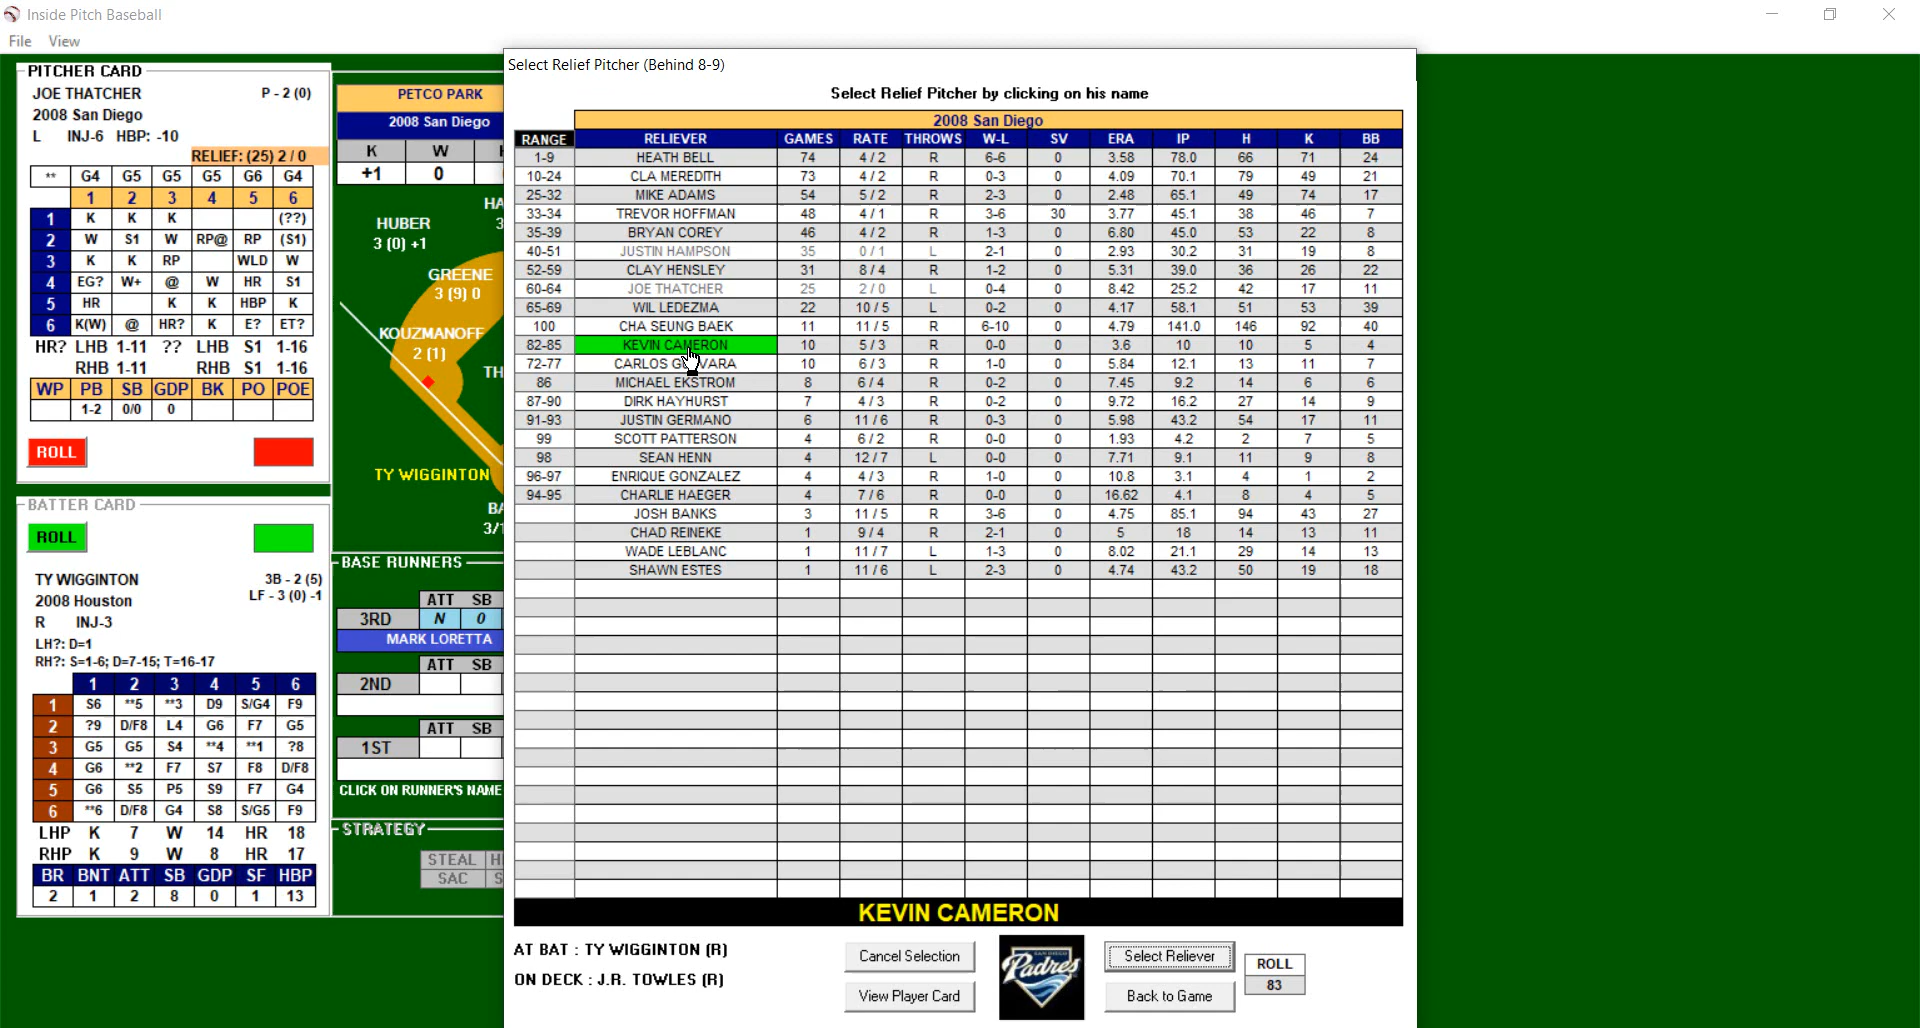 Inside Pitch Baseball
File View
PITCHER CARD
JOE THATCHER P - 2 (0)
2008 San Diego
L INJ-6 HBP: -10
RELIEF: (25) 2 / 0
** G4 G5 G5 G5 G6 G4
1 2 3 4 5 6
1 K K K (??)
2 W S1 W RP@ RP (S1)
3 K K RP WLD W
4 EG? W+ @ W HR S1
5 HR K K HBP K
6 K(W) @ HR? K E? ET?
HR? LHB 1-11 ?? LHB S1 1-16
RHB 1-11 RHB S1 1-16
WP PB SB GDP BK PO POE
1-2 0/0 0
ROLL
BATTER CARD
ROLL
TY WIGGINTON 3B - 2 (5)
2008 Houston LF - 3 (0) -1
R INJ-3
LH?: D=1
RH?: S=1-6; D=7-15; T=16-17
1 2 3 4 5 6
1 S6 **5 **3 D9 S/G4 F9
2 ?9 D/F8 L4 G6 F7 G5
3 G5 G5 S4 **4 **1 ?8
4 G6 **2 F7 S7 F8 D/F8
5 G6 S5 P5 S9 F7 G4
6 **6 D/F8 G4 S8 S/G5 F9
LHP K 7 W 14 HR 18
RHP K 9 W 8 HR 17
BR BNT ATT SB GDP SF HBP
2 1 2 8 0 1 13
PETCO PARK
2008 San Diego
K W
+1 0
HUBER
3 (0) +1
GREENE
3 (9) 0
KOUZMANOFF
2 (1)
TH
TY WIGGINTON
BASE RUNNERS
ATT SB
3RD N 0
MARK LORETTA
ATT SB
2ND
ATT SB
1ST
CLICK ON RUNNER'S NAME
STRATEGY
STEAL
SAC
Select Relief Pitcher (Behind 8-9)
Select Relief Pitcher by clicking on his name
2008 San Diego
RANGE RELIEVER GAMES RATE THROWS W-L SV ERA IP H K BB
1-9 HEATH BELL 74 4 / 2 R 6-6 0 3.58 78.0 66 71 24
10-24 CLA MEREDITH 73 4 / 2 R 0-3 0 4.09 70.1 79 49 21
25-32 MIKE ADAMS 54 5 / 2 R 2-3 0 2.48 65.1 49 74 17
33-34 TREVOR HOFFMAN 48 4 / 1 R 3-6 30 3.77 45.1 38 46 7
35-39 BRYAN COREY 46 4 / 2 R 1-3 0 6.80 45.0 53 22 8
40-51 JUSTIN HAMPSON 35 0 / 1 L 2-1 0 2.93 30.2 31 19 8
52-59 CLAY HENSLEY 31 8 / 4 R 1-2 0 5.31 39.0 36 26 22
60-64 JOE THATCHER 25 2 / 0 L 0-4 0 8.42 25.2 42 17 11
65-69 WIL LEDEZMA 22 10 / 5 L 0-2 0 4.17 58.1 51 53 39
100 CHA SEUNG BAEK 11 11 / 5 R 6-10 0 4.79 141.0 146 92 40
82-85 KEVIN CAMERON 10 5 / 3 R 0-0 0 3.6 10 10 5 4
72-77 CARLOS 10 6 / 3 R 1-0 0 5.84 12.1 13 11 7
86 MICHAEL EKSTROM 8 6 / 4 R 0-2 0 7.45 9.2 14 6 6
87-90 DIRK HAYHURST 7 4 / 3 R 0-2 0 9.72 16.2 27 14 9
91-93 JUSTIN GERMANO 6 11 / 6 R 0-3 0 5.98 43.2 54 17 11
99 SCOTT PATTERSON 4 6 / 2 R 0-0 0 1.93 4.2 2 7 5
98 SEAN HENN 4 12 / 7 L 0-0 0 7.71 9.1 11 9 8
96-97 ENRIQUE GONZALEZ 4 4 / 3 R 1-0 0 10.8 3.1 4 1 2
94-95 CHARLIE HAEGER 4 7 / 6 R 0-0 0 16.62 4.1 8 4 5
JOSH BANKS 3 11 / 5 R 3-6 0 4.75 85.1 94 43 27
CHAD REINEKE 1 9 / 4 R 2-1 0 5 18 14 13 11
WADE LEBLANC 1 11 / 7 L 1-3 0 8.02 21.1 29 14 13
SHAWN ESTES 1 11 / 6 L 2-3 0 4.74 43.2 50 19 18
KEVIN CAMERON
AT BAT : TY WIGGINTON (R)
ON DECK : J.R. TOWLES (R)
Cancel Selection
View Player Card
SAN DIEGO
Padres
Select Reliever
Back to Game
ROLL
83